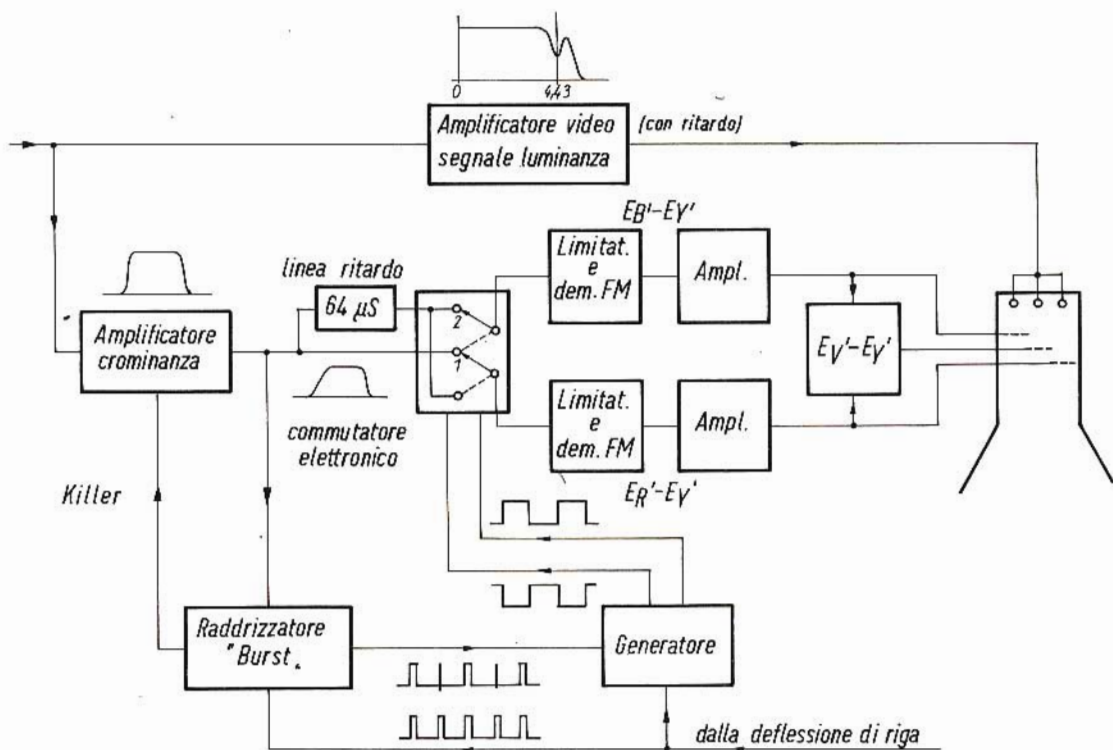 0
4,43
Amplificatore video
segnale luminanza
(con ritardo)
EB'-EY'
Limitat.
e
dem. FM
Ampl.
linea ritardo
64 µS
2
1
Amplificatore
crominanza
EV'-EY'
commutatore
elettronico
Limitat.
e
dem. FM
Ampl.
ER'-EY'
Killer
Raddrizzatore
"Burst„
Generatore
dalla deflessione di riga